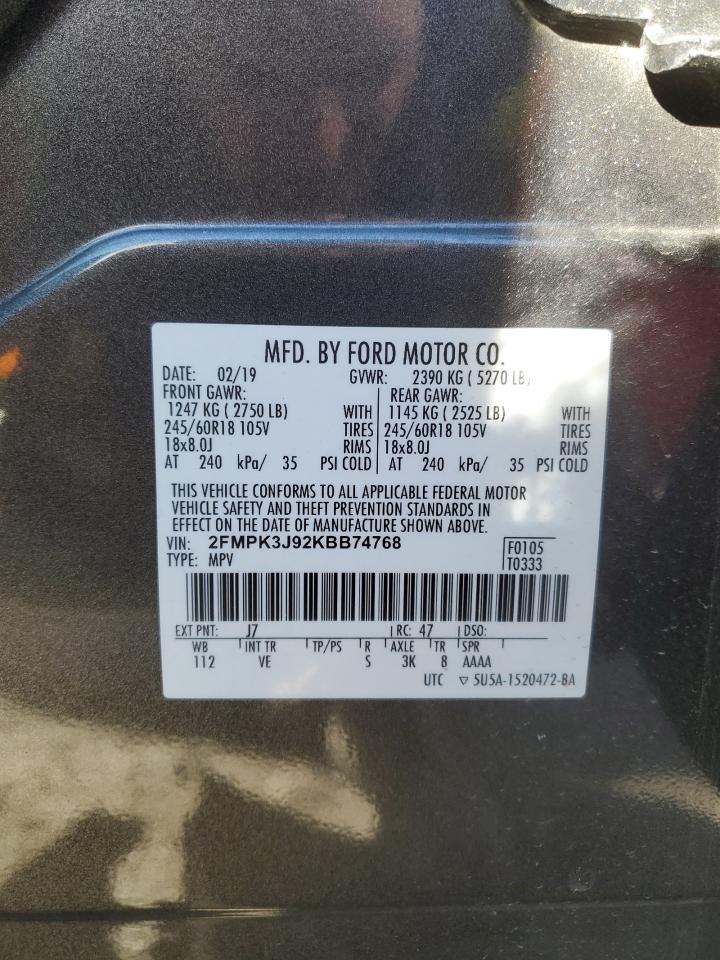 MFD. BY FORD MOTOR CO.
DATE: 02/19 GVWR: 2390 KG ( 5270 LB)
FRONT GAWR: REAR GAWR:
1247 KG ( 2750 LB) WITH 1145 KG ( 2525 LB) WITH
245/60R18 105V TIRES 245/60R18 105V TIRES
18x8.0J RIMS 18x8.0J RIMS
AT 240 kPa/ 35 PSI COLD AT 240 kPa/ 35 PSI COLD
THIS VEHICLE CONFORMS TO ALL APPLICABLE FEDERAL MOTOR
VEHICLE SAFETY AND THEFT PREVENTION STANDARDS IN
EFFECT ON THE DATE OF MANUFACTURE SHOWN ABOVE.
VIN: 2FMPK3J92KBB74768 F0105
TYPE: MPV T0333
EXT PNT: J7 RC: 47 DSO:
WB INT TR TP/PS R AXLE TR SPR
112 VE S 3K 8 AAAA
UTC ▽ 5U5A-1520472-BA